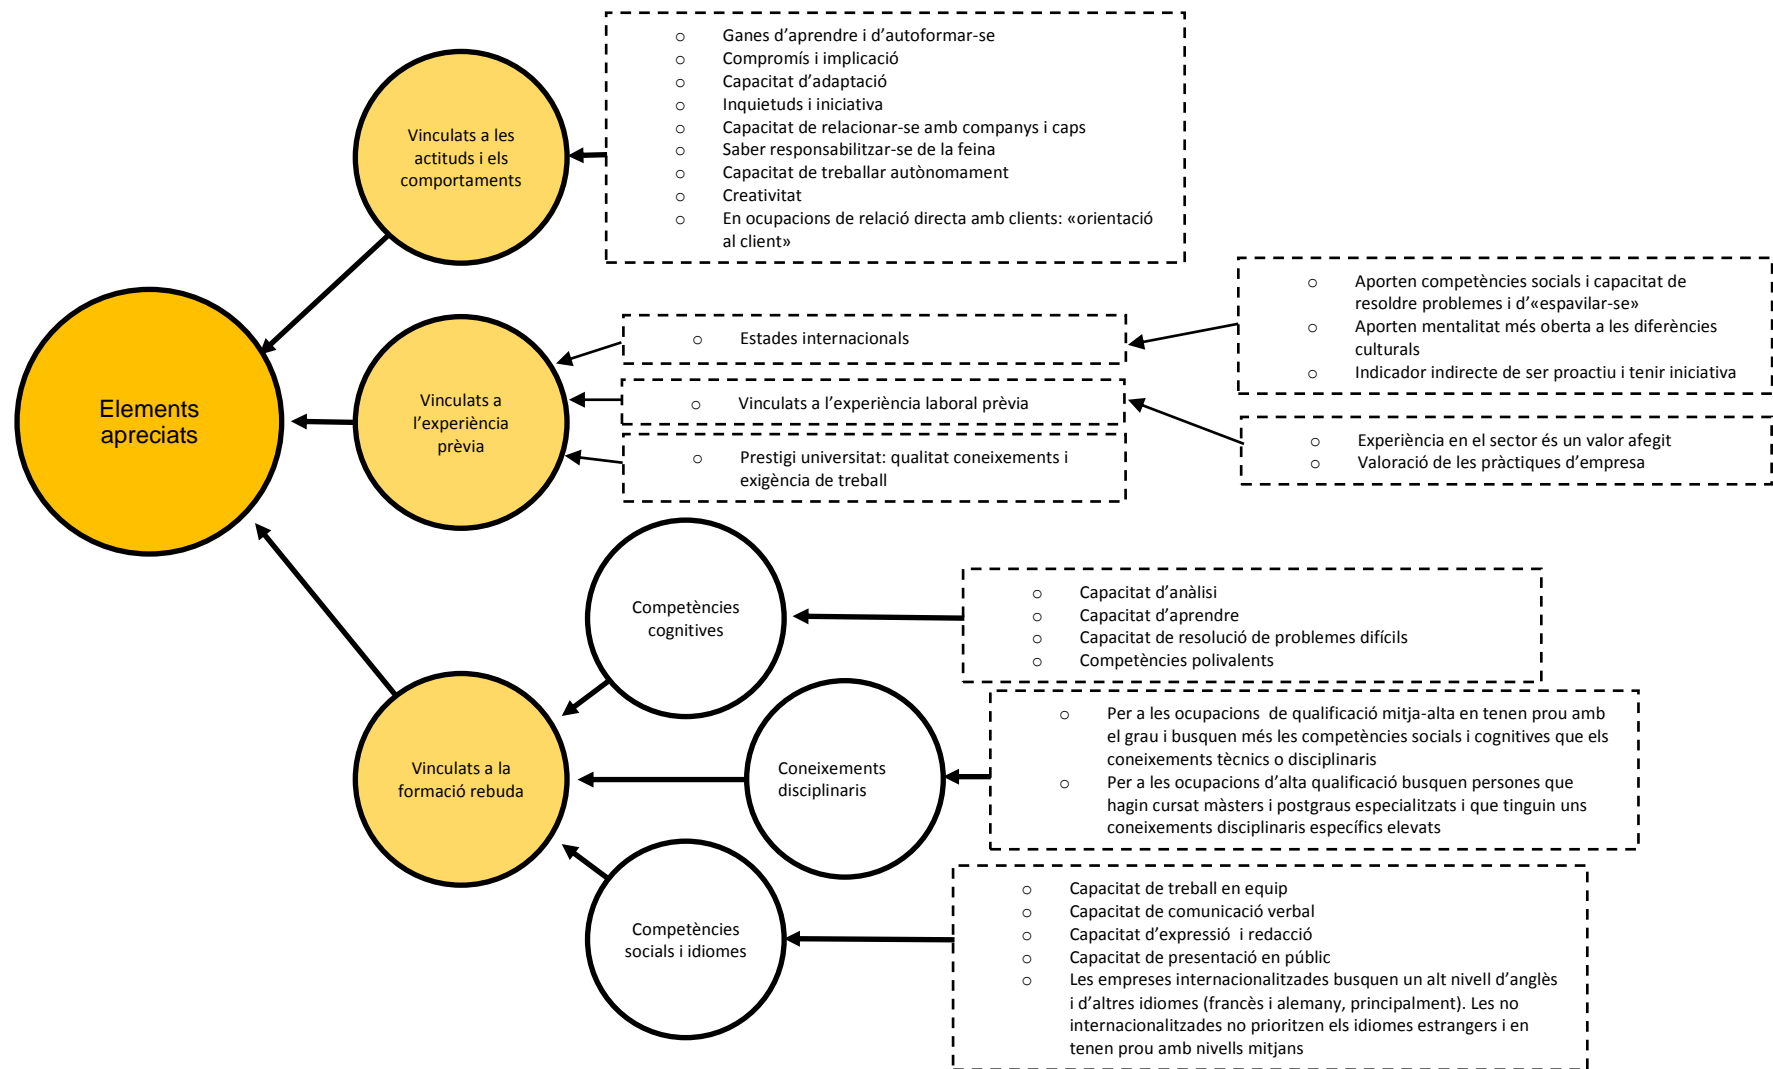 Ganes d’aprendre i d’autoformar-se
Compromís i implicació
Capacitat d’adaptació
Inquietuds i iniciativa
Capacitat de relacionar-se amb companys i caps
Saber responsabilitzar-se de la feina
Capacitat de treballar autònomament
Creativitat
En ocupacions de relació directa amb clients: «orientació
al client»
Vinculats a les
actituds i els
comportaments
Elements
apreciats
Vinculats a
l’experiència
prèvia
Estades internacionals
Vinculats a l’experiència laboral prèvia
Prestigi universitat: qualitat coneixements i
exigència de treball
Aporten competències socials i capacitat de
resoldre problemes i d’«espavilar-se»
Aporten mentalitat més oberta a les diferències
culturals
Indicador indirecte de ser proactiu i tenir iniciativa
Experiència en el sector és un valor afegit
Valoració de les pràctiques d’empresa
Vinculats a la
formació rebuda
Competències
cognitives
Capacitat d’anàlisi
Capacitat d’aprendre
Capacitat de resolució de problemes difícils
Competències polivalents
Coneixements
disciplinaris
Per a les ocupacions  de qualificació mitja-alta en tenen prou amb
el grau i busquen més les competències socials i cognitives que els
coneixements tècnics o disciplinaris
Per a les ocupacions d’alta qualificació busquen persones que
hagin cursat màsters i postgraus especialitzats i que tinguin uns
coneixements disciplinaris específics elevats
Competències
socials i idiomes
Capacitat de treball en equip
Capacitat de comunicació verbal
Capacitat d’expressió  i redacció
Capacitat de presentació en públic
Les empreses internacionalitzades busquen un alt nivell d’anglès
i d’altres idiomes (francès i alemany, principalment). Les no
internacionalitzades no prioritzen els idiomes estrangers i en
tenen prou amb nivells mitjans